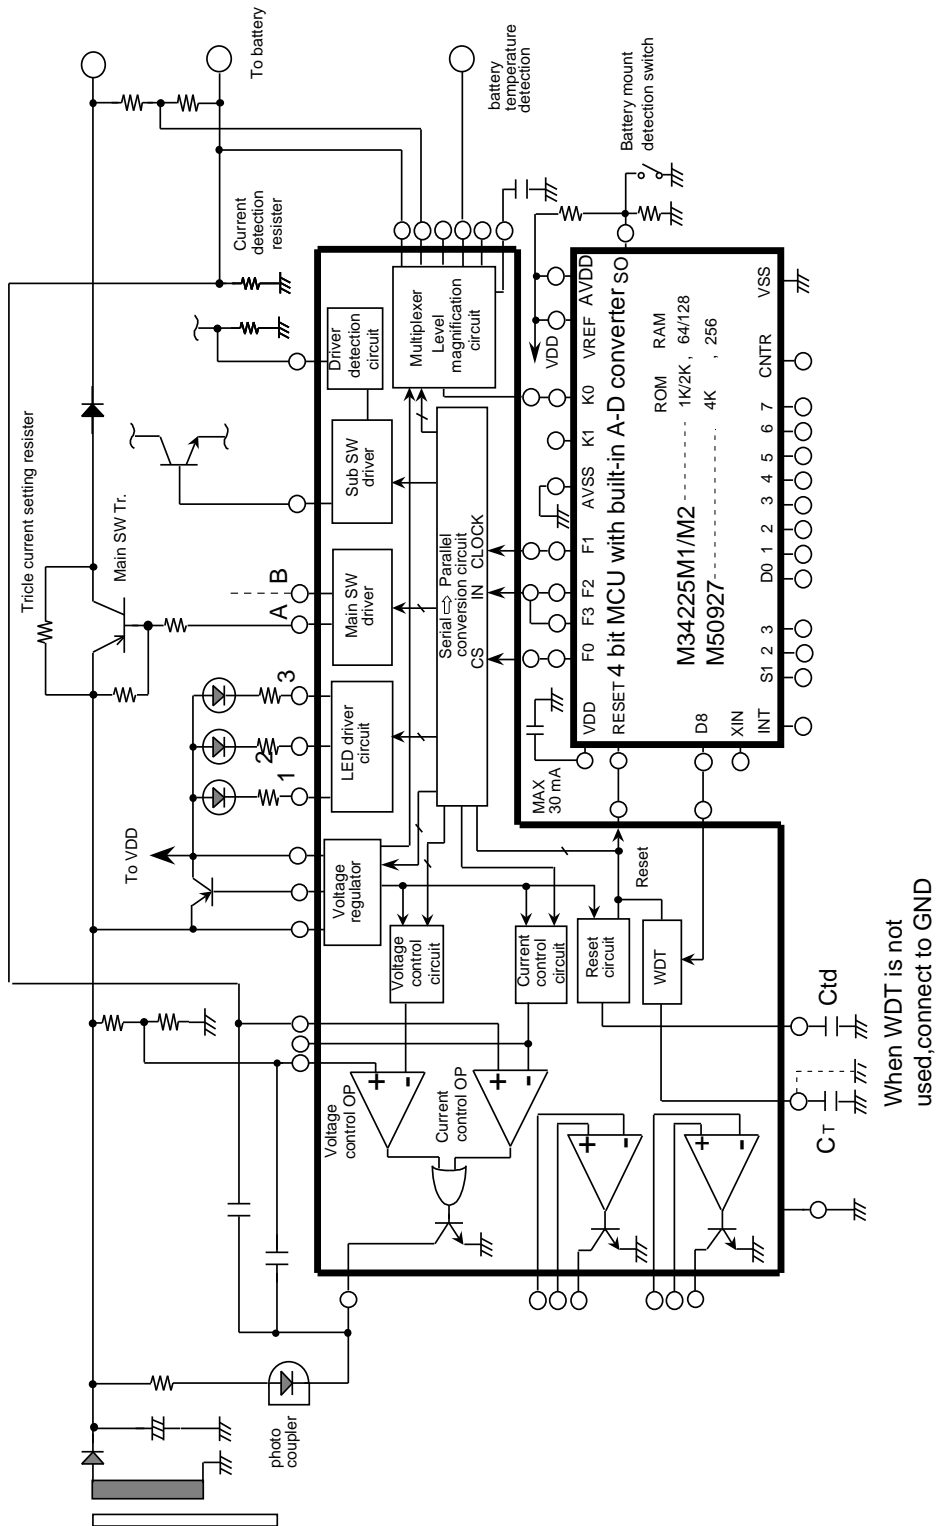 To battery
battery
temperature
detection
Battery mount
detection switch
Current
detection
resister
Tricle current setting resister
Main SW Tr.
To VDD
photo
coupler
3
2
1
A
B
Driver
detection
circuit
Multiplexer
Level
magnification
circuit
Sub SW
driver
Main SW
driver
LED driver
circuit
Voltage
regulator
Serial ⇨ Parallel
conversion circuit
CS IN CLOCK
Voltage
control
circuit
Current
control
circuit
Reset
circuit
WDT
Reset
Voltage
control OP
Current
control OP
+
-
+
-
+
-
+
-
VDD
MAX
30 mA
VDD F0 F3 F2 F1 AVSS K1 K0 VREF AVDD
RESET 4 bit MCU with built-in A-D converter SO
ROM RAM
M34225M1/M2 -------- 1K/2K , 64/128
M50927 ---------------- 4K , 256
D8
XIN
INT S1 2 3 D0 1 2 3 4 5 6 7 CNTR VSS
CT
Ctd
When WDT is not
used,connect to GND